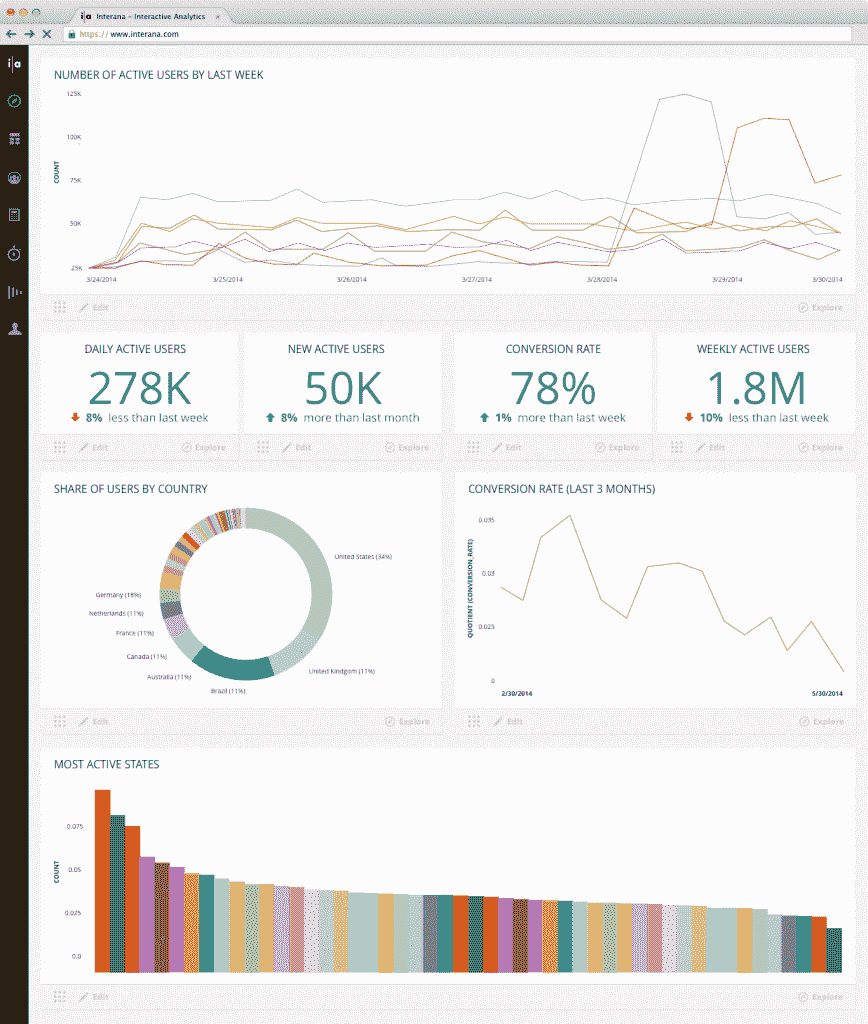 i|a Interana - Interactive Analytics ×
https://www.interana.com
i|a
NUMBER OF ACTIVE USERS BY LAST WEEK
125K
100K
75K
50K
25K
COUNT
3/24/2014 3/25/2014 3/26/2014 3/27/2014 3/28/2014 3/29/2014 3/30/2014
Edit Explore
DAILY ACTIVE USERS
278K
8% less than last week
Edit Explore
NEW ACTIVE USERS
50K
8% more than last month
Edit Explore
CONVERSION RATE
78%
1% more than last week
Edit Explore
WEEKLY ACTIVE USERS
1.8M
10% less than last week
Edit Explore
SHARE OF USERS BY COUNTRY
United States (34%)
Germany (18%)
Netherlands (11%)
France (11%)
Canada (11%)
Australia (11%)
Brazil (11%)
United Kindgom (11%)
Edit Explore
CONVERSION RATE (LAST 3 MONTHS)
0.035
0.03
0.025
0
QUOTIENT (CONVERSION_RATE)
2/30/2014 5/30/2014
Edit Explore
MOST ACTIVE STATES
0.075
0.05
0.025
0.0
COUNT
Edit Explore